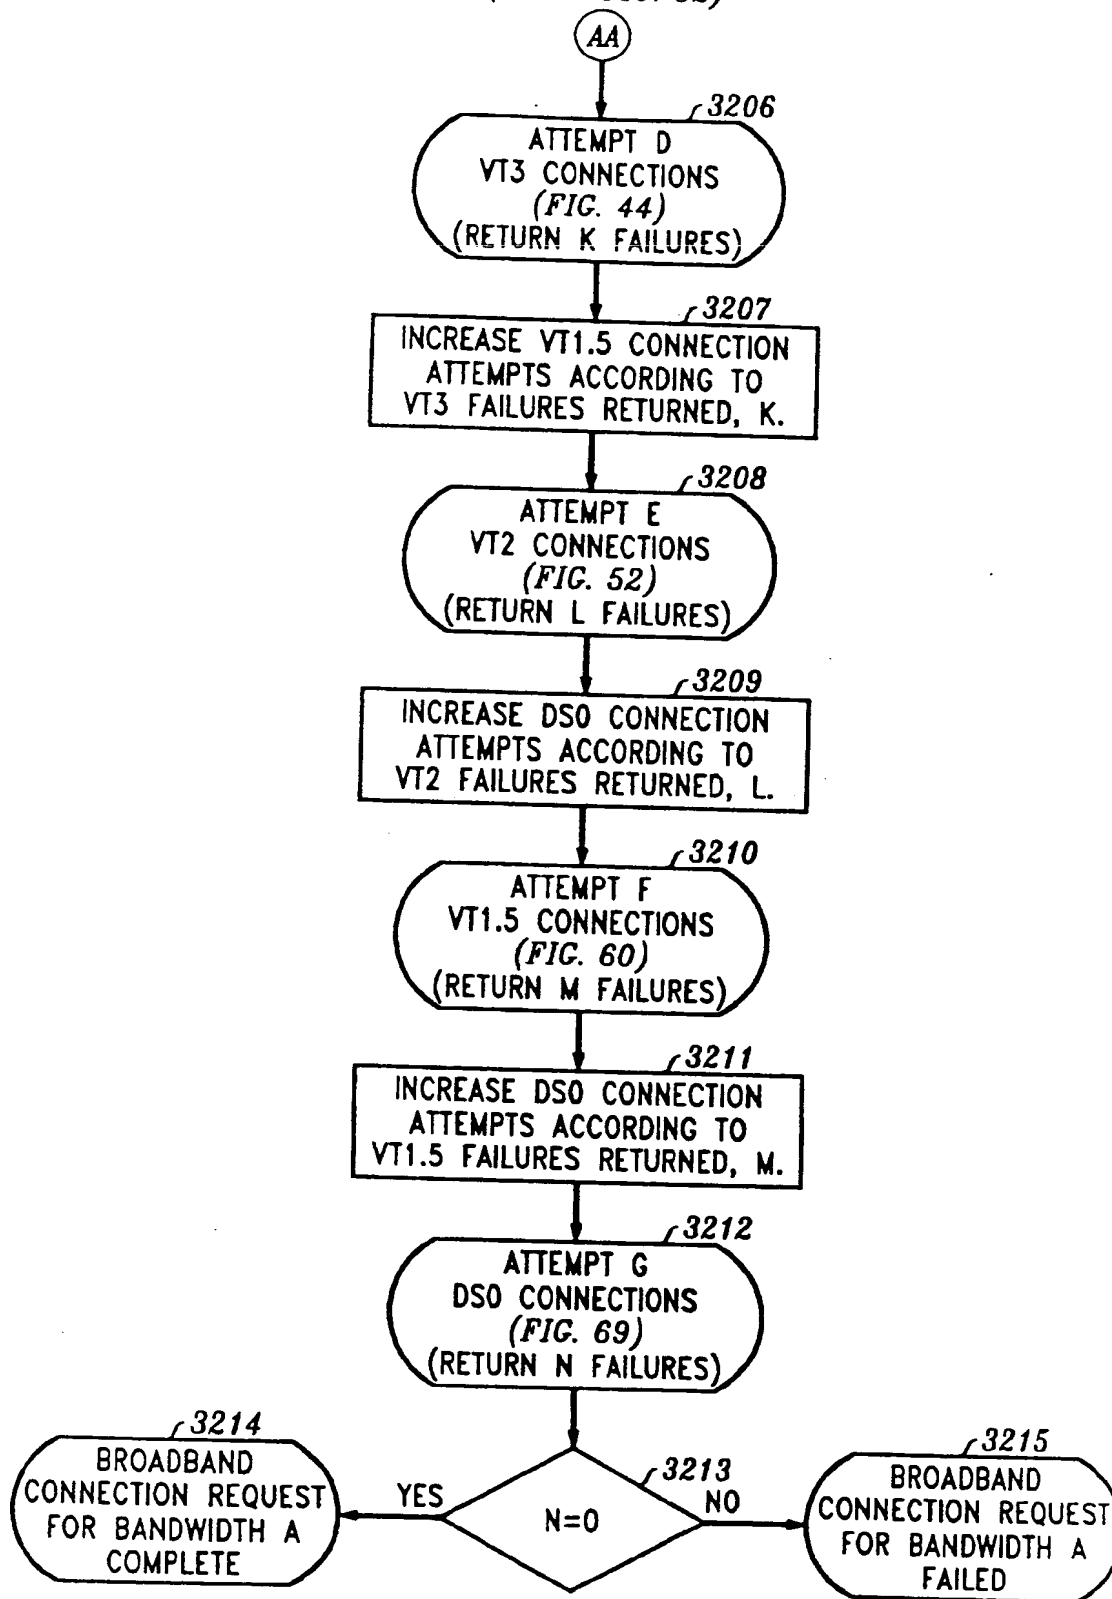 AA
3206
ATTEMPT D
VT3 CONNECTIONS
(FIG. 44)
(RETURN K FAILURES)
3207
INCREASE VT1.5 CONNECTION
ATTEMPTS ACCORDING TO
VT3 FAILURES RETURNED, K.
3208
ATTEMPT E
VT2 CONNECTIONS
(FIG. 52)
(RETURN L FAILURES)
3209
INCREASE DS0 CONNECTION
ATTEMPTS ACCORDING TO
VT2 FAILURES RETURNED, L.
3210
ATTEMPT F
VT1.5 CONNECTIONS
(FIG. 60)
(RETURN M FAILURES)
3211
INCREASE DS0 CONNECTION
ATTEMPTS ACCORDING TO
VT1.5 FAILURES RETURNED, M.
3212
ATTEMPT G
DS0 CONNECTIONS
(FIG. 69)
(RETURN N FAILURES)
3213
N=0
YES
NO
3214
BROADBAND
CONNECTION REQUEST
FOR BANDWIDTH A
COMPLETE
3215
BROADBAND
CONNECTION REQUEST
FOR BANDWIDTH A
FAILED